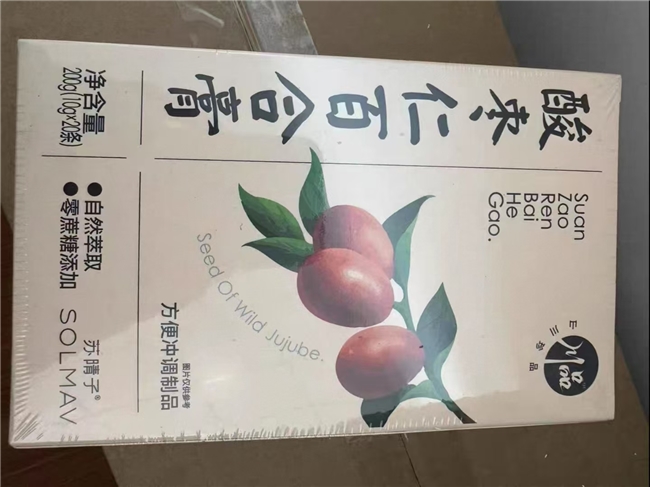 酸枣仁百合膏
Suan
Zao
Ren
Bai
He
Gao.
Seed Of Wild Jujube.
净含量
200g(10g×20条)
●自然萃取
●零蔗糖添加
苏晴子®
SOLMAV
方便冲调制品
图片仅供参考